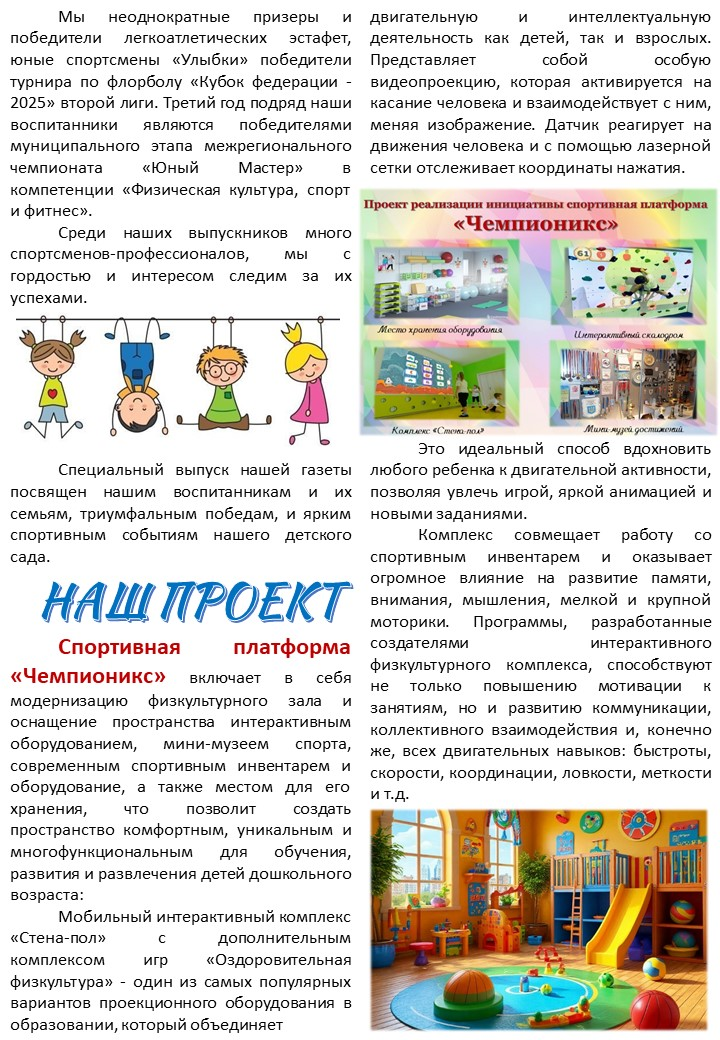 Мы неоднократные призеры и
победители легкоатлетических эстафет,
юные спортсмены «Улыбки» победители
турнира по флорболу «Кубок федерации -
2025» второй лиги. Третий год подряд наши
воспитанники являются победителями
муниципального этапа межрегионального
чемпионата «Юный Мастер» в
компетенции «Физическая культура, спорт
и фитнес».
Среди наших выпускников много
спортсменов-профессионалов, мы с
гордостью и интересом следим за их
успехами.
Специальный выпуск нашей газеты
посвящен нашим воспитанникам и их
семьям, триумфальным победам, и ярким
спортивным событиям нашего детского
сада.
НАШ ПРОЕКТ
Спортивная платформа
«Чемпионикс» включает в себя
модернизацию физкультурного зала и
оснащение пространства интерактивным
оборудованием, мини-музеем спорта,
современным спортивным инвентарем и
оборудование, а также местом для его
хранения, что позволит создать
пространство комфортным, уникальным и
многофункциональным для обучения,
развития и развлечения детей дошкольного
возраста:
Мобильный интерактивный комплекс
«Стена-пол» с дополнительным
комплексом игр «Оздоровительная
физкультура» - один из самых популярных
вариантов проекционного оборудования в
образовании, который объединяет
двигательную и интеллектуальную
деятельность как детей, так и взрослых.
Представляет собой особую
видеопроекцию, которая активируется на
касание человека и взаимодействует с ним,
меняя изображение. Датчик реагирует на
движения человека и с помощью лазерной
сетки отслеживает координаты нажатия.
Проект реализации инициативы спортивная платформа
«Чемпионикс»
61
Место хранения оборудования
Интерактивный скалодром
Комплекс «Стена-пол»
Мини-музей достижений
Это идеальный способ вдохновить
любого ребенка к двигательной активности,
позволяя увлечь игрой, яркой анимацией и
новыми заданиями.
Комплекс совмещает работу со
спортивным инвентарем и оказывает
огромное влияние на развитие памяти,
внимания, мышления, мелкой и крупной
моторики. Программы, разработанные
создателями интерактивного
физкультурного комплекса, способствуют
не только повышению мотивации к
занятиям, но и развитию коммуникации,
коллективного взаимодействия и, конечно
же, всех двигательных навыков: быстроты,
скорости, координации, ловкости, меткости
и т.д.